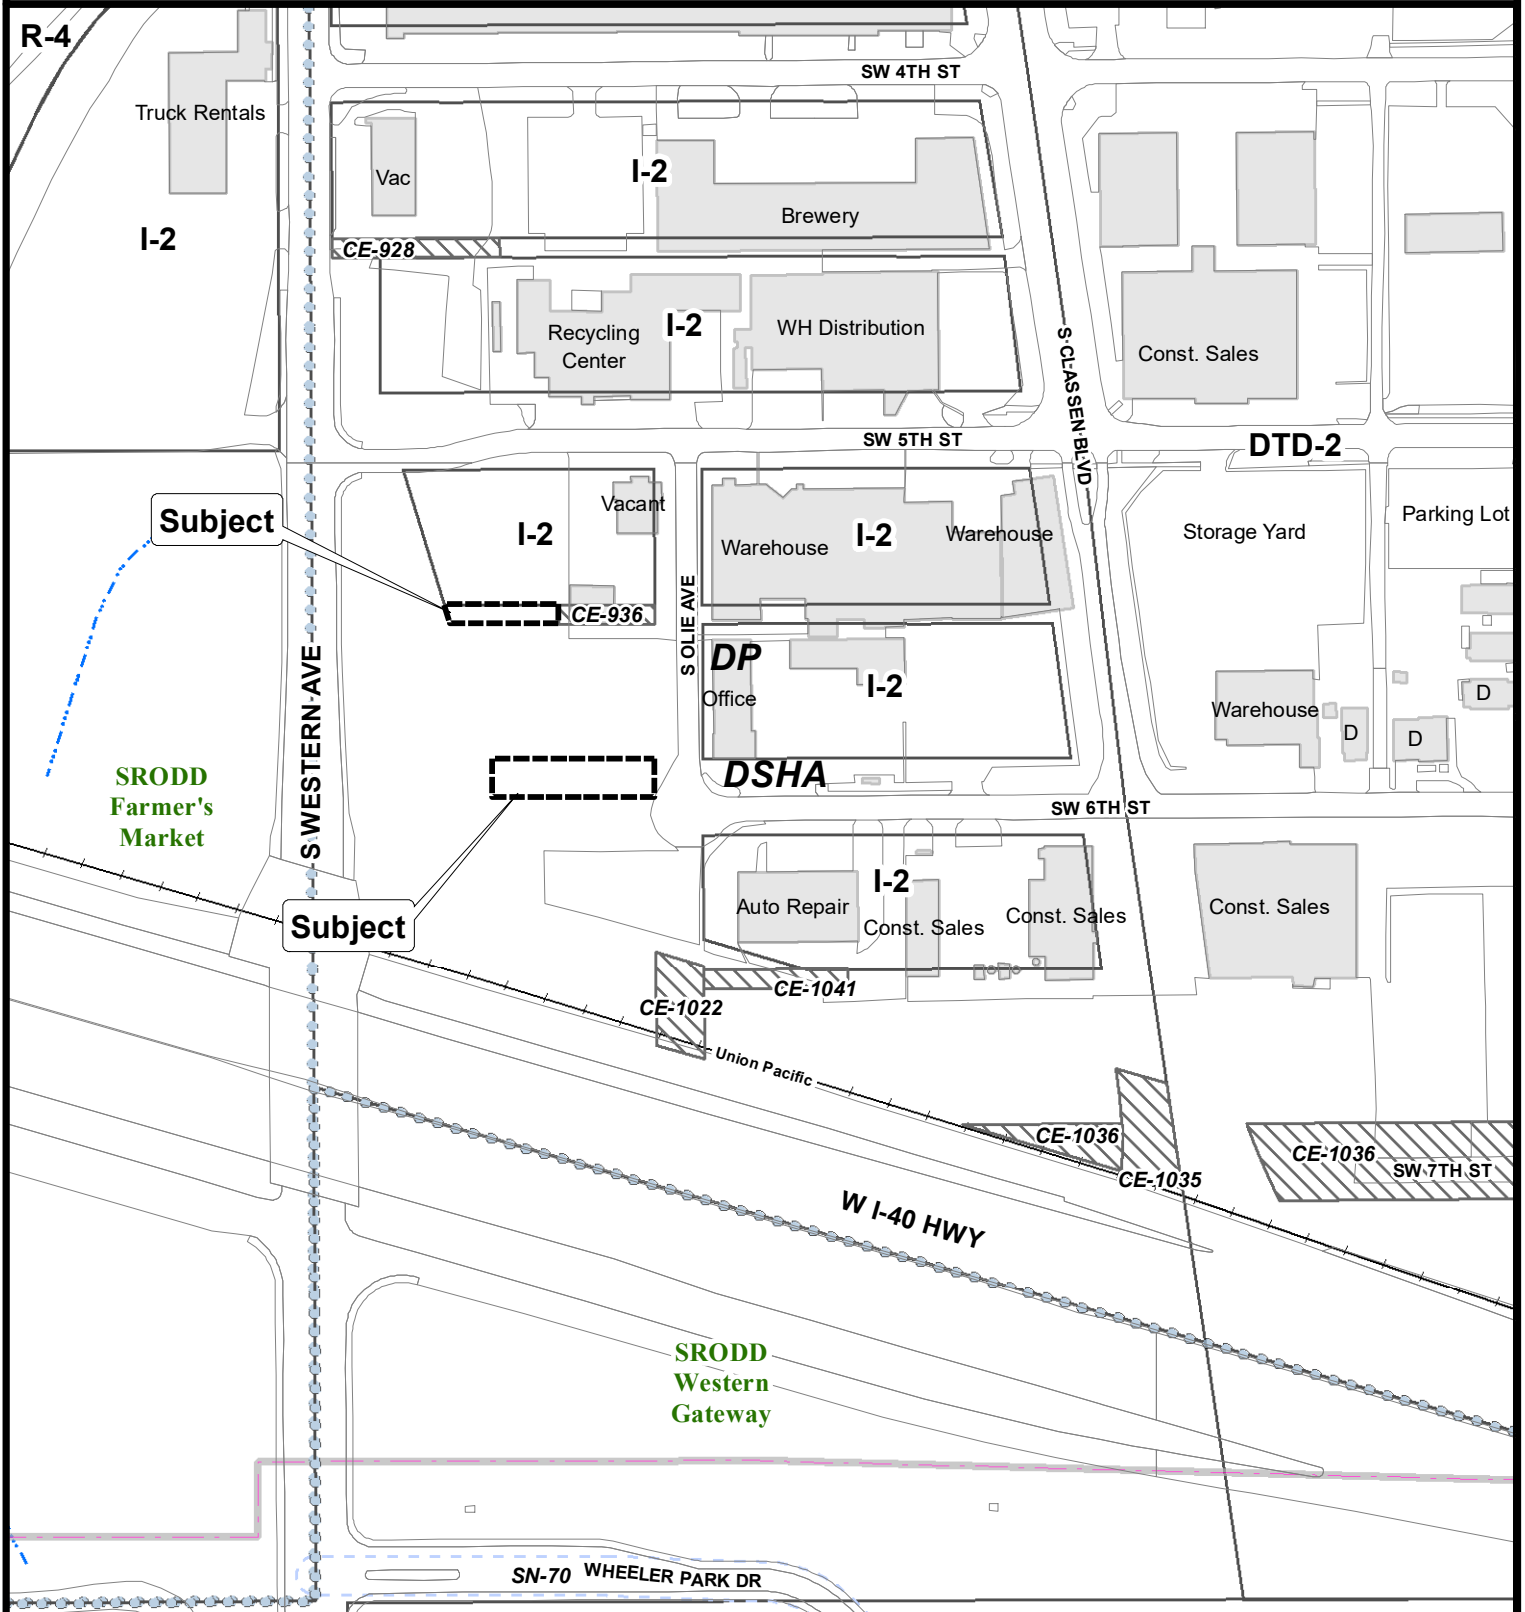 R-4
SW 4TH ST
Truck Rentals
Vac
I-2
Brewery
I-2
CE-928
Recycling
Center
I-2
WH Distribution
Const. Sales
S CLASSEN BLVD
SW 5TH ST
DTD-2
Subject
I-2
Vacant
Warehouse
I-2
Warehouse
Storage Yard
Parking Lot
CE-936
S OLIE AVE
DP
Office
I-2
Warehouse
D
D
D
S WESTERN AVE
SRODD
Farmer's
Market
DSHA
SW 6TH ST
Subject
Auto Repair
I-2
Const. Sales
Const. Sales
Const. Sales
CE-1041
CE-1022
Union Pacific
CE-1036
CE-1035
CE-1036
SW 7TH ST
W I-40 HWY
SRODD
Western
Gateway
SN-70
WHEELER PARK DR